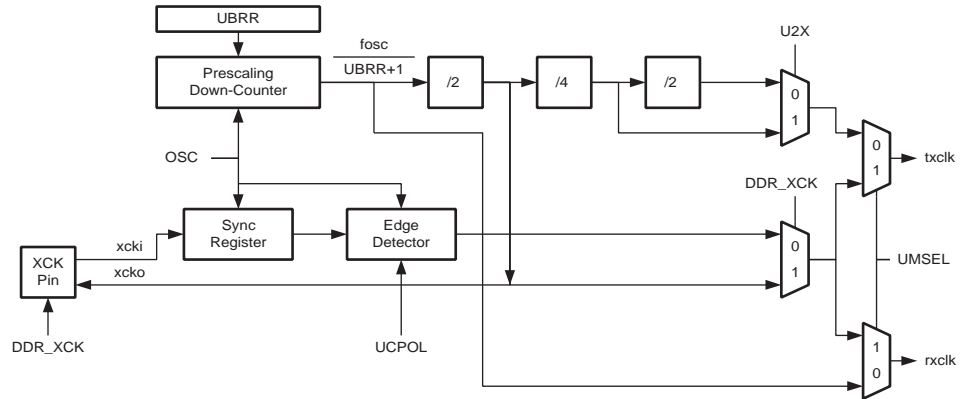 UBRR
fosc
U2X
Prescaling
Down-Counter
UBRR+1
/2
/4
/2
0
1
OSC
0
1
txclk
DDR_XCK
Sync
Register
Edge
Detector
xcki
0
1
XCK
Pin
xcko
UMSEL
DDR_XCK
UCPOL
1
0
rxclk